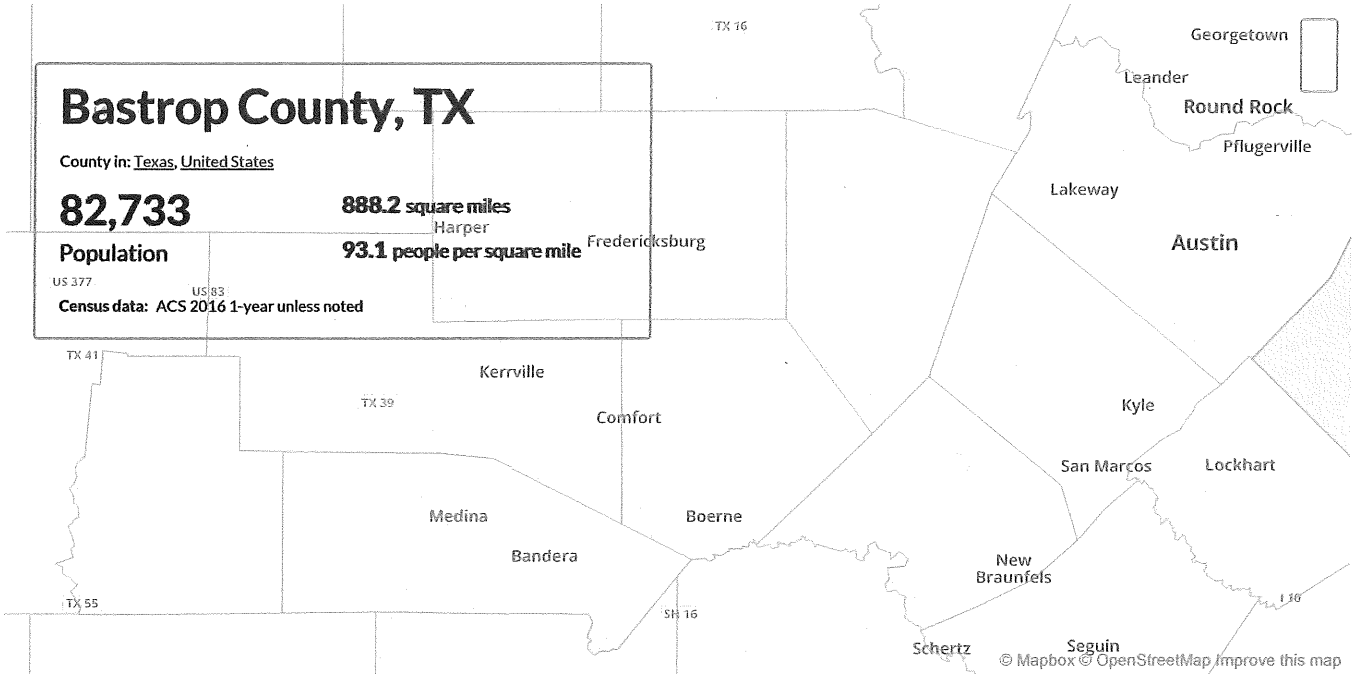 TX 16
Georgetown
Leander
Round Rock
Pflugerville
Bastrop County, TX
County in: Texas, United States
82,733
Population
888.2 square miles
93.1 people per square mile
Census data: ACS 2016 1-year unless noted
Harper
Fredericksburg
US 377
US 83
Lakeway
Austin
TX 41
Kerrville
TX 39
Comfort
Kyle
San Marcos
Lockhart
Medina
Boerne
Bandera
New
Braunfels
TX 55
SH 16
I 10
Schertz
Seguin
© Mapbox © OpenStreetMap Improve this map